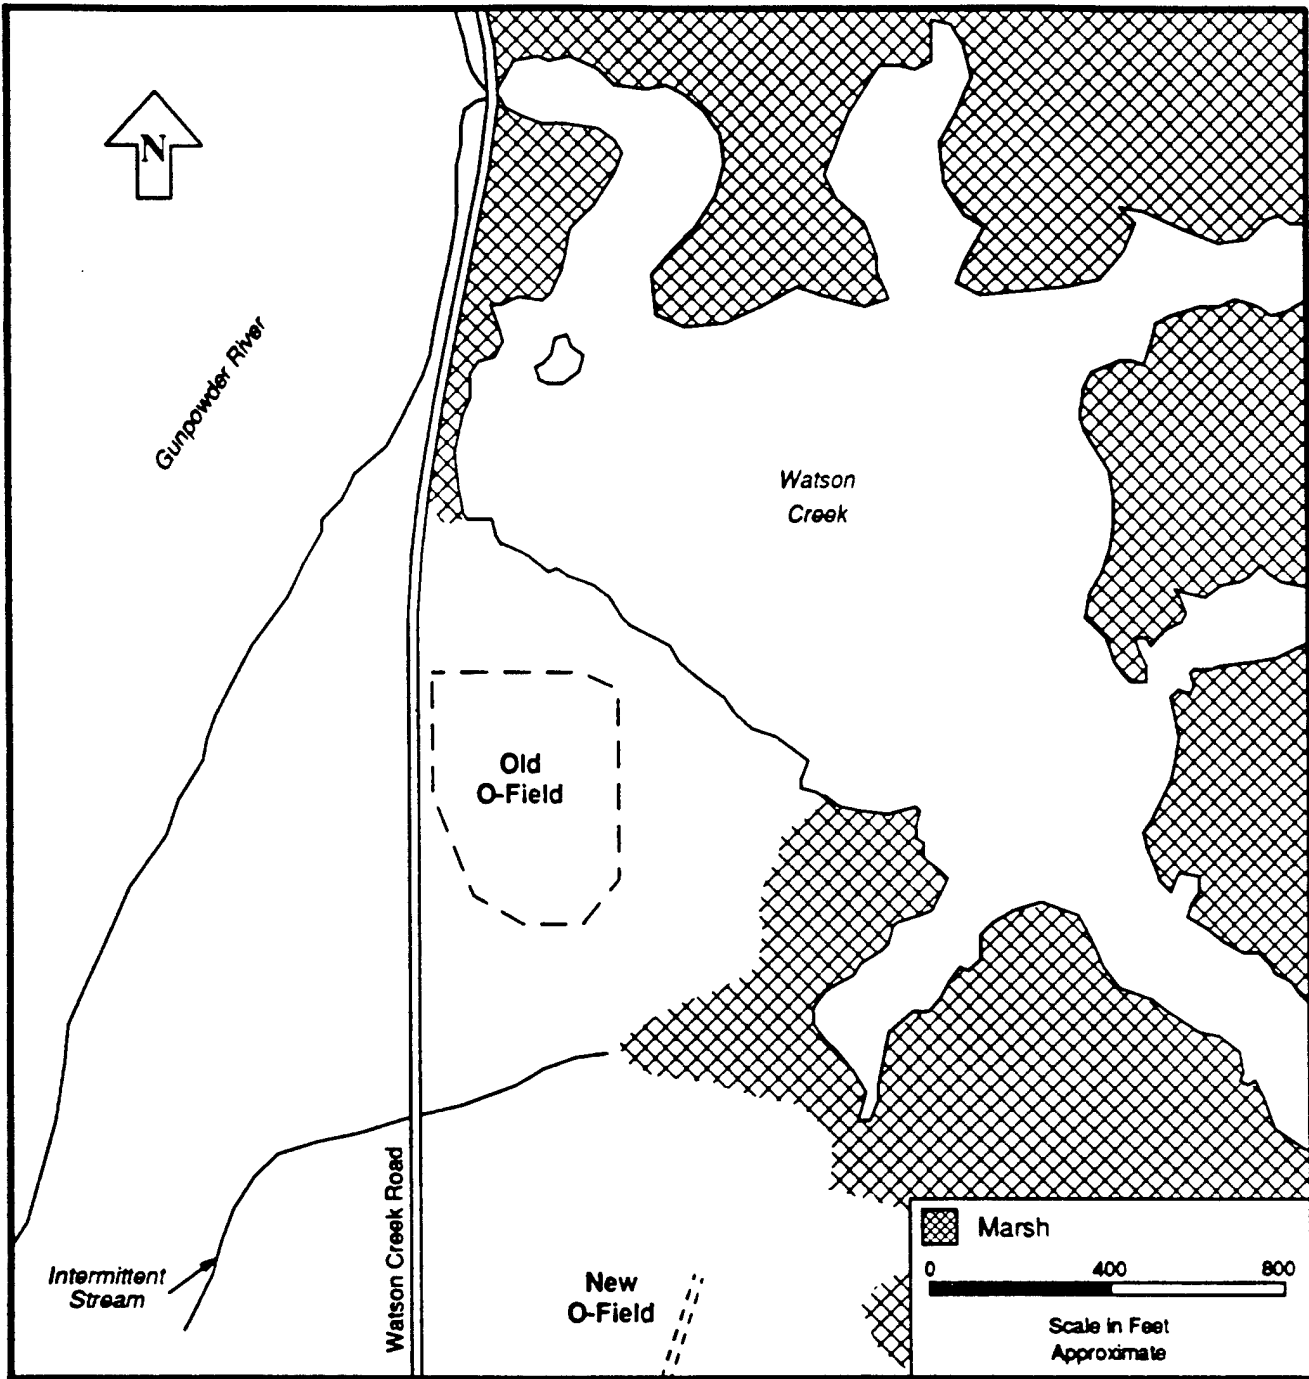 N
Gunpowder River
Watson
Creek
Old
O-Field
Watson Creek Road
Intermittent
Stream
New
O-Field
Marsh
0 400 800
Scale in Feet
Approximate